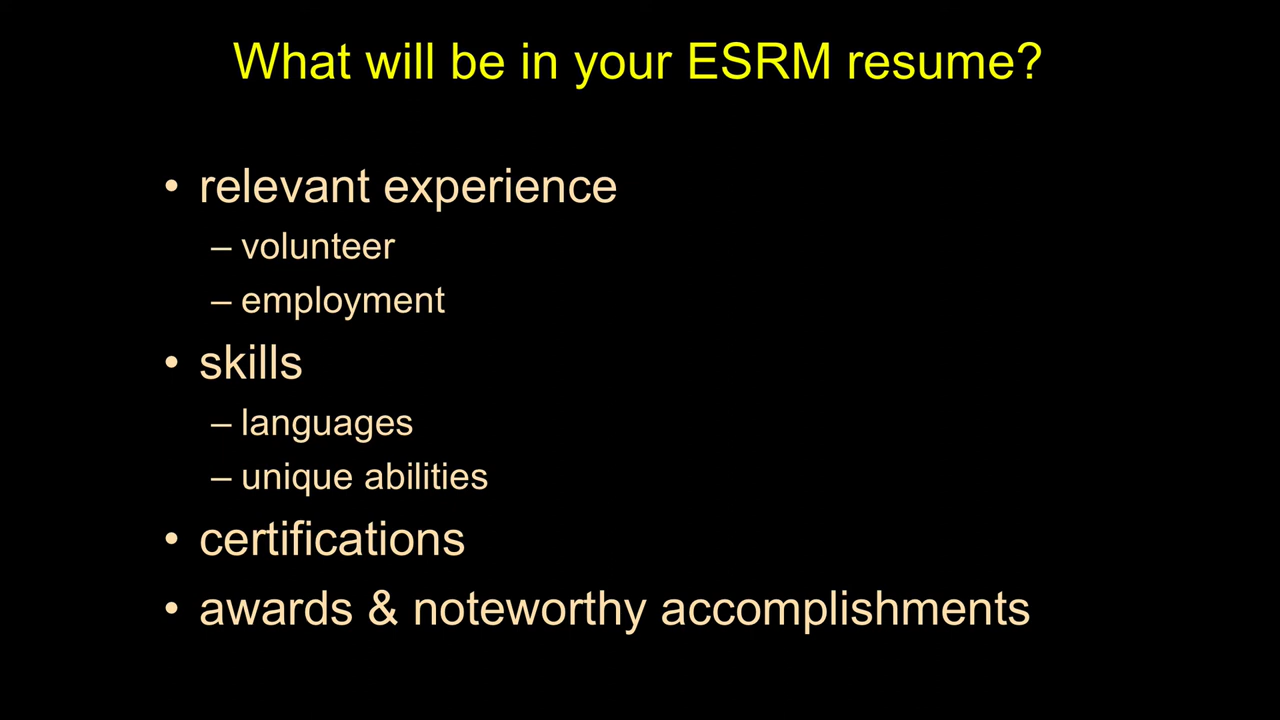 What will be in your ESRM resume?
• relevant experience
– volunteer
– employment
• skills
– languages
– unique abilities
• certifications
• awards & noteworthy accomplishments